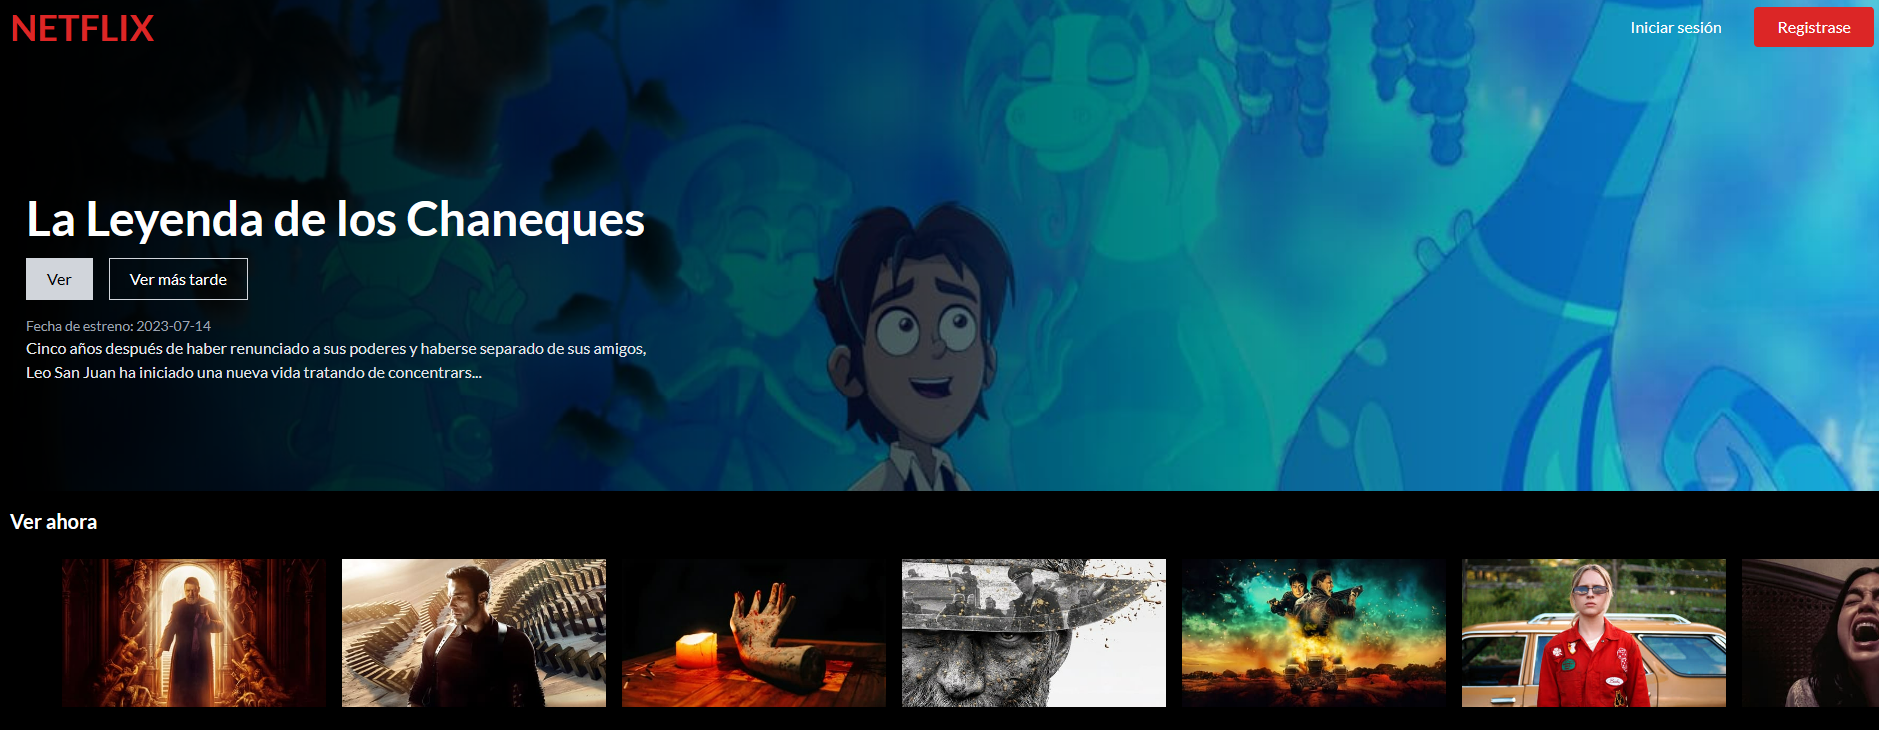 NETFLIX
Iniciar sesión
Registrase
La Leyenda de los Chaneques
Ver
Ver más tarde
Fecha de estreno: 2023-07-14
Cinco años después de haber renunciado a sus poderes y haberse separado de sus amigos,
Leo San Juan ha iniciado una nueva vida tratando de concentrars...
Ver ahora